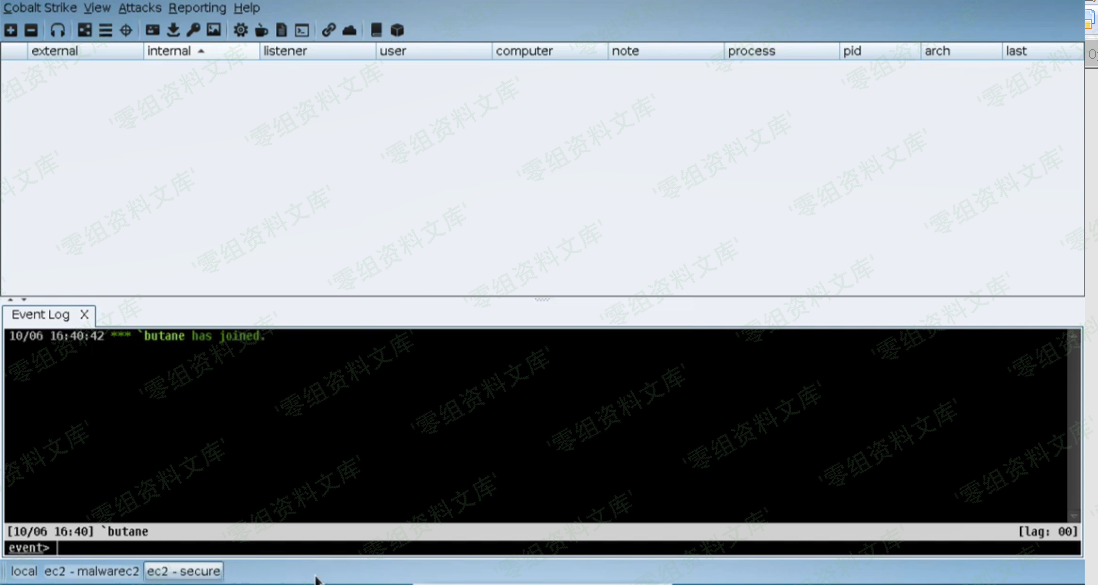 Cobalt Strike View Attacks Reporting Help
external internal listener user computer note process pid arch last
Event Log X
10/06 16:40:42 *** `butane has joined.
[10/06 16:40] `butane [lag: 00]
event>
local ec2 - malwarec2 ec2 - secure
'零组资料文库'